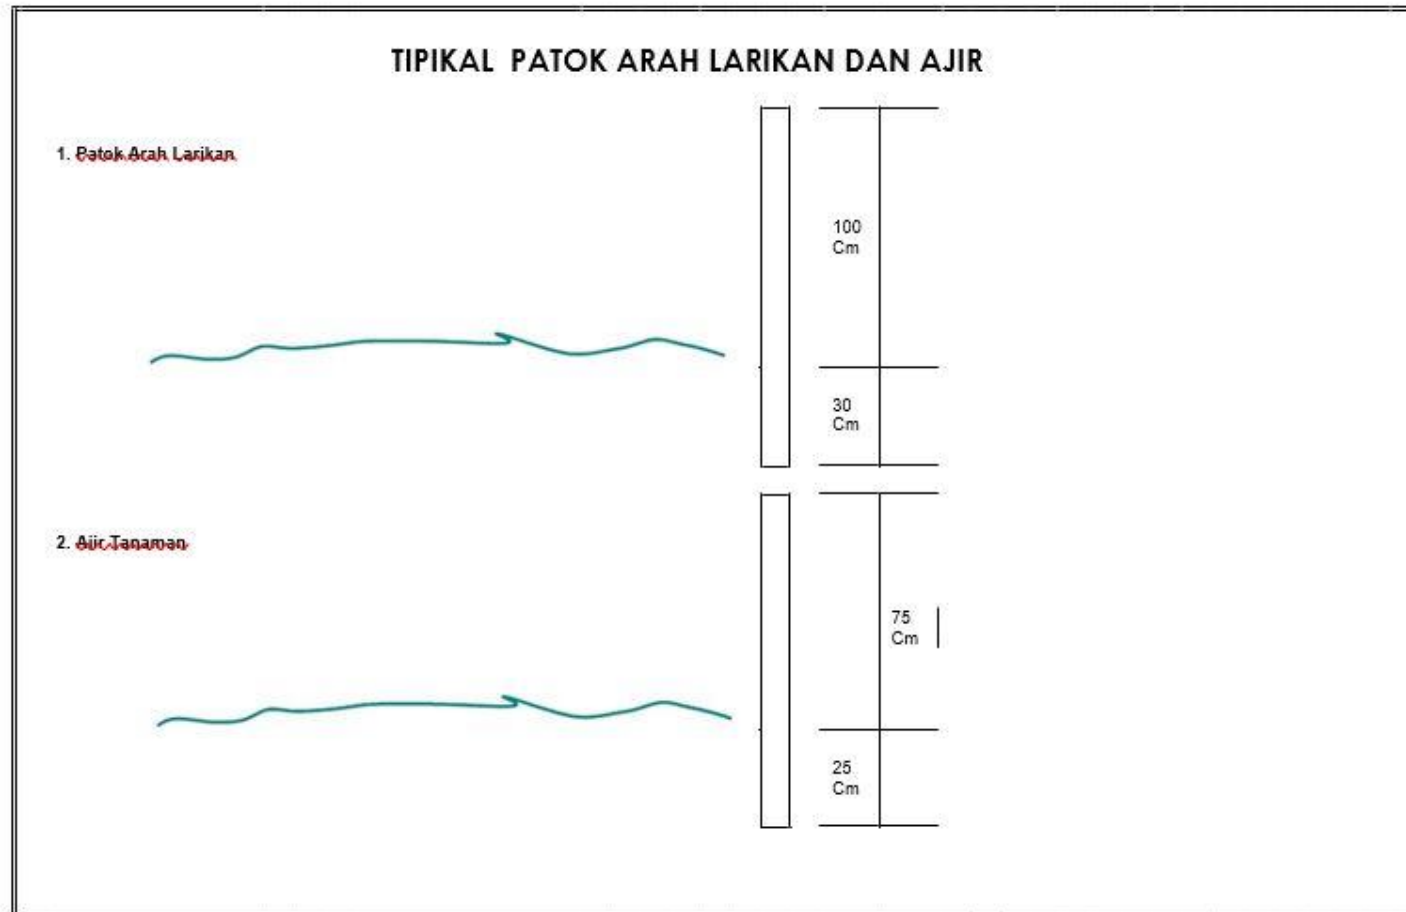 TIPIKAL PATOK ARAH LARIKAN DAN AJIR
1. Patok Arah Larikan
100
Cm
30
Cm
2. Ajir Tanaman
75
Cm
25
Cm